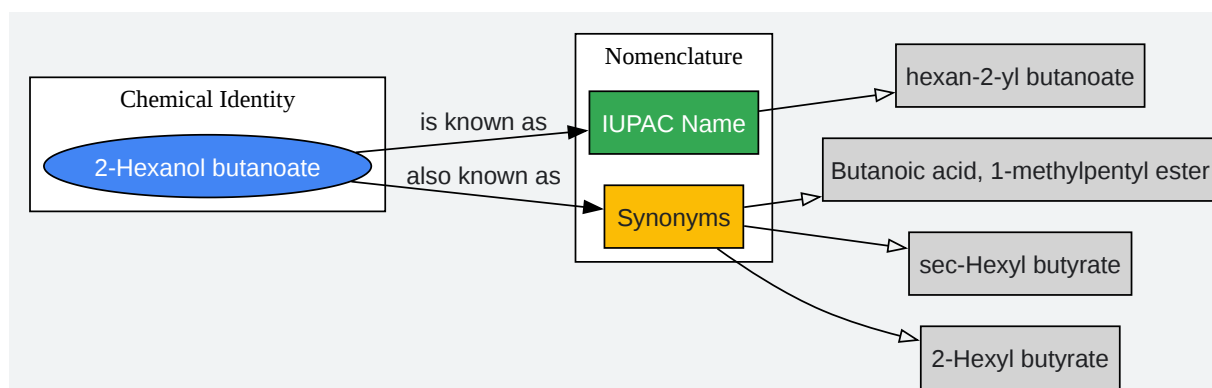 Chemical Identity
2-Hexanol butanoate
is known as
also known as
Nomenclature
IUPAC Name
Synonyms
hexan-2-yl butanoate
Butanoic acid, 1-methylpentyl ester
sec-Hexyl butyrate
2-Hexyl butyrate